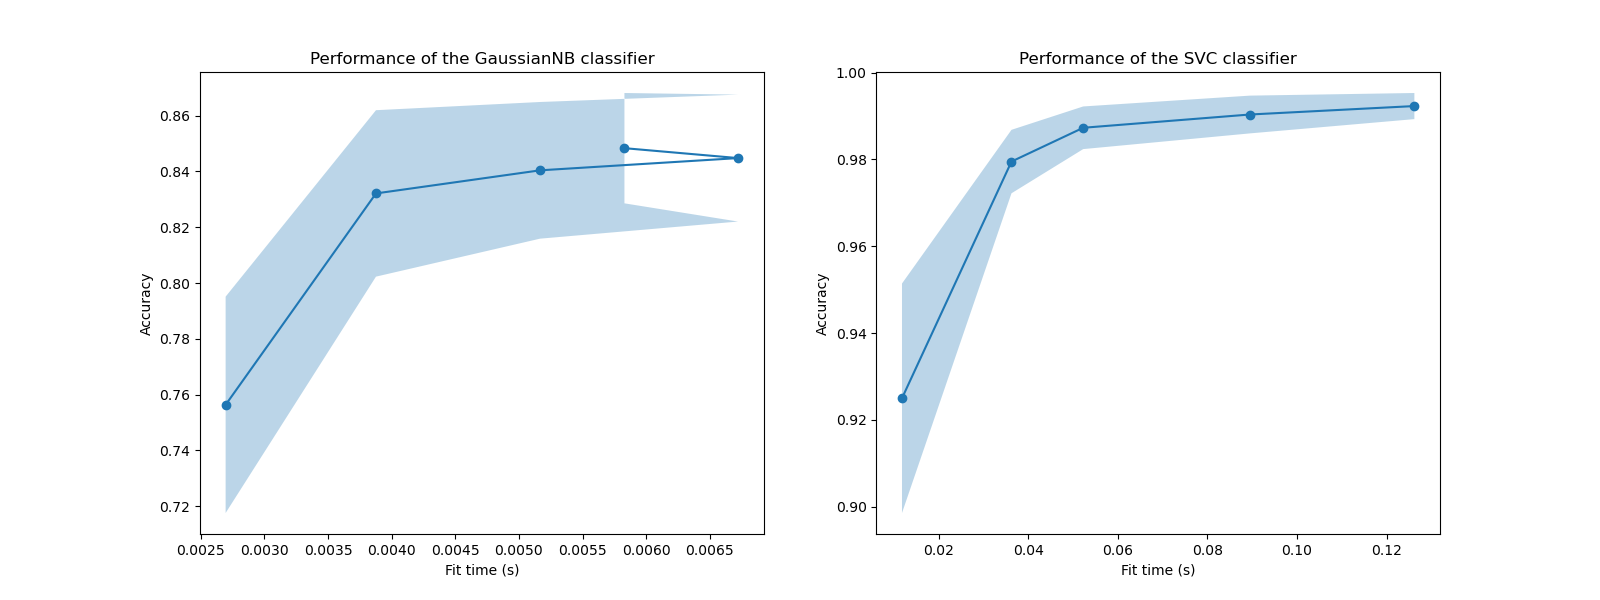 Performance of the GaussianNB classifier
0.86
0.84
0.82
0.80
0.78
0.76
0.74
0.72
Accuracy
0.0025 0.0030 0.0035 0.0040 0.0045 0.0050 0.0055 0.0060 0.0065
Fit time (s)
Performance of the SVC classifier
1.00
0.98
0.96
0.94
0.92
0.90
Accuracy
0.02 0.04 0.06 0.08 0.10 0.12
Fit time (s)